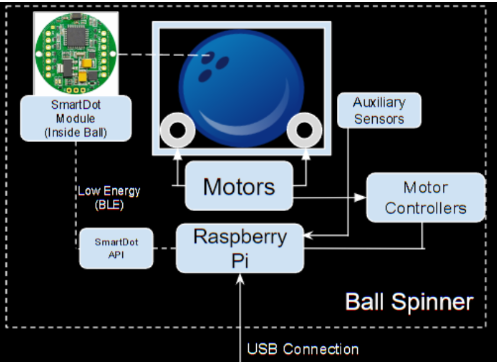 SmartDot
Module
(Inside Ball)
Auxiliary
Sensors
Motors
Motor
Controllers
Low Energy
(BLE)
SmartDot
API
Raspberry
Pi
Ball Spinner
USB Connection